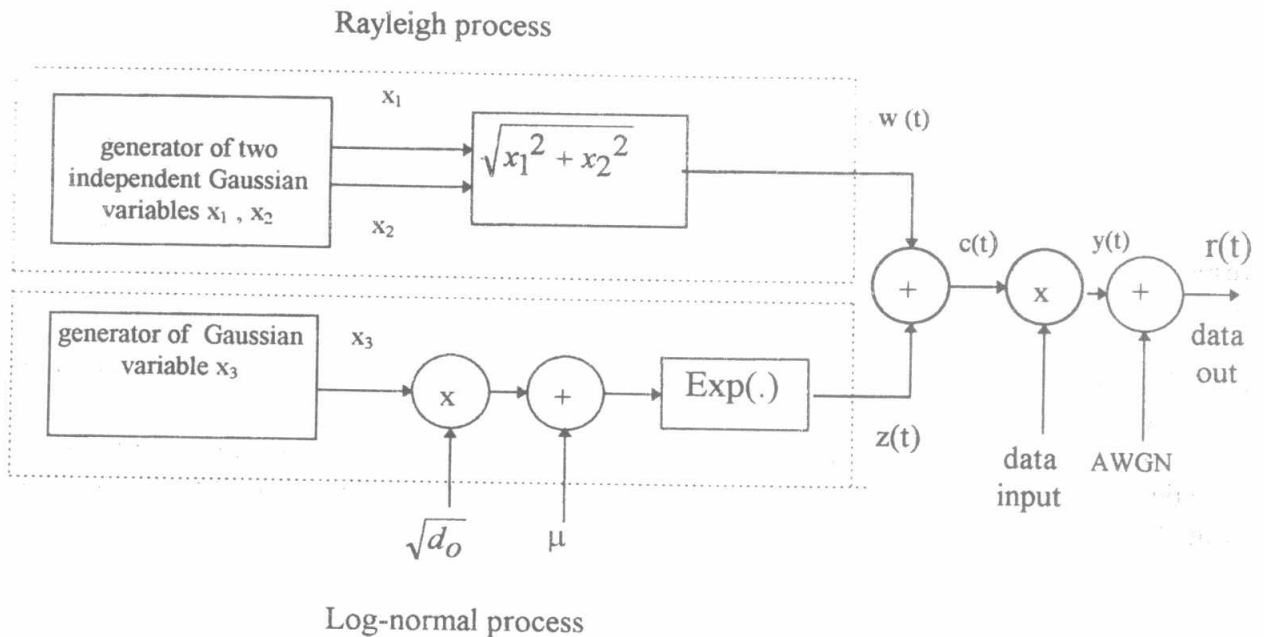 Rayleigh process
x₁
w (t)
generator of two
independent Gaussian
variables x₁ , x₂
√x₁² + x₂²
x₂
c(t)
y(t)
r(t)
+
x
+
data
out
generator of Gaussian
variable x₃
x₃
x
+
Exp(.)
z(t)
data
input
AWGN
√dₒ
μ
Log-normal process